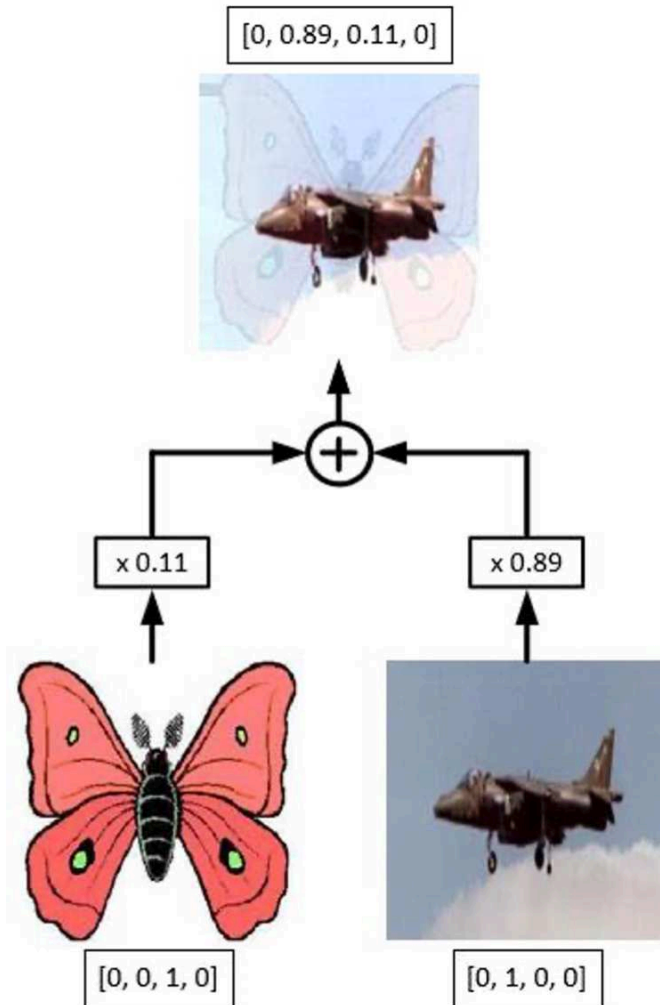 [0, 0.89, 0.11, 0]
x 0.11
x 0.89
[0, 0, 1, 0]
[0, 1, 0, 0]